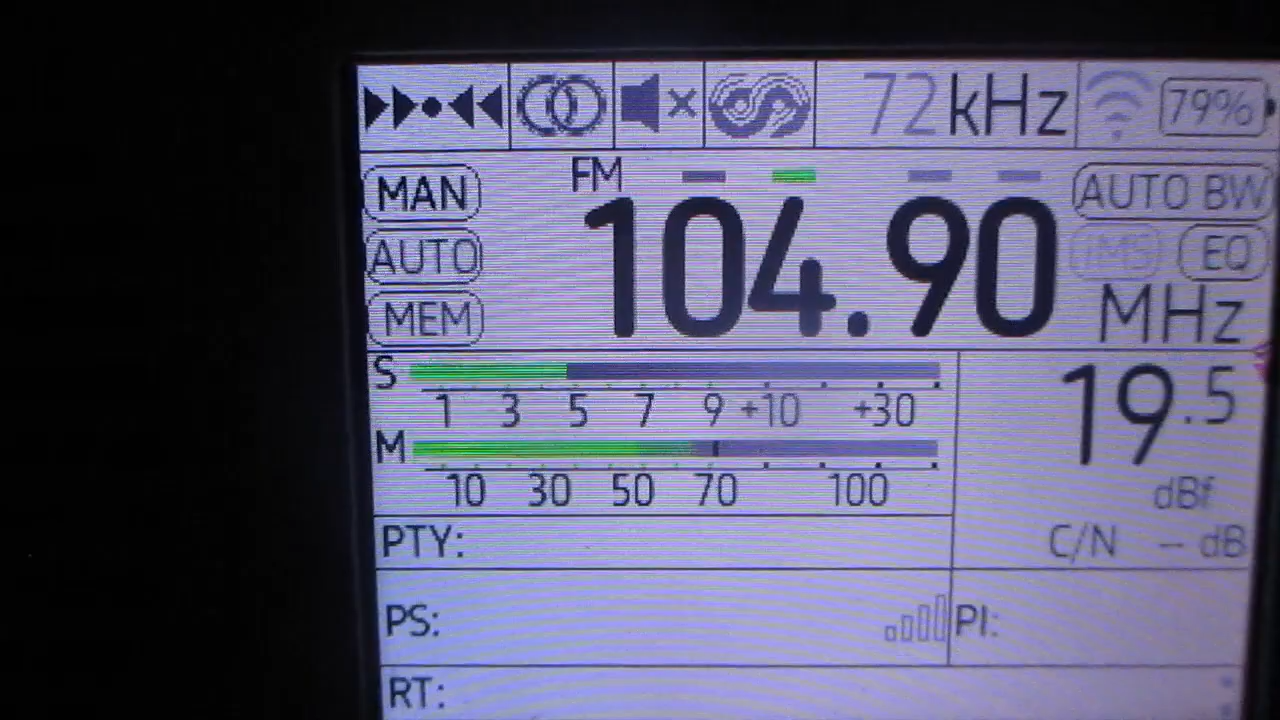 72kHz 79%
FM
MAN AUTO BW
104.90
AUTO iMS EQ
MEM MHz
S
1 3 5 7 9 +10 +30
19.5
M
10 30 50 70 100
dBf
PTY:
C/N - dB
PS: PI:
RT: